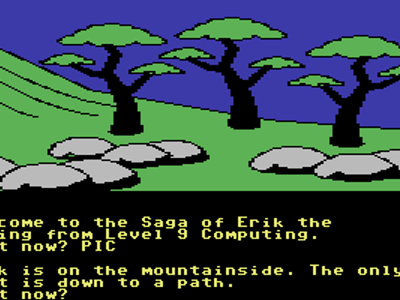 come to the Saga of Erik the
ing from Level 9 Computing.
t now? PIC
k is on the mountainside. The only
t is down to a path.
t now?